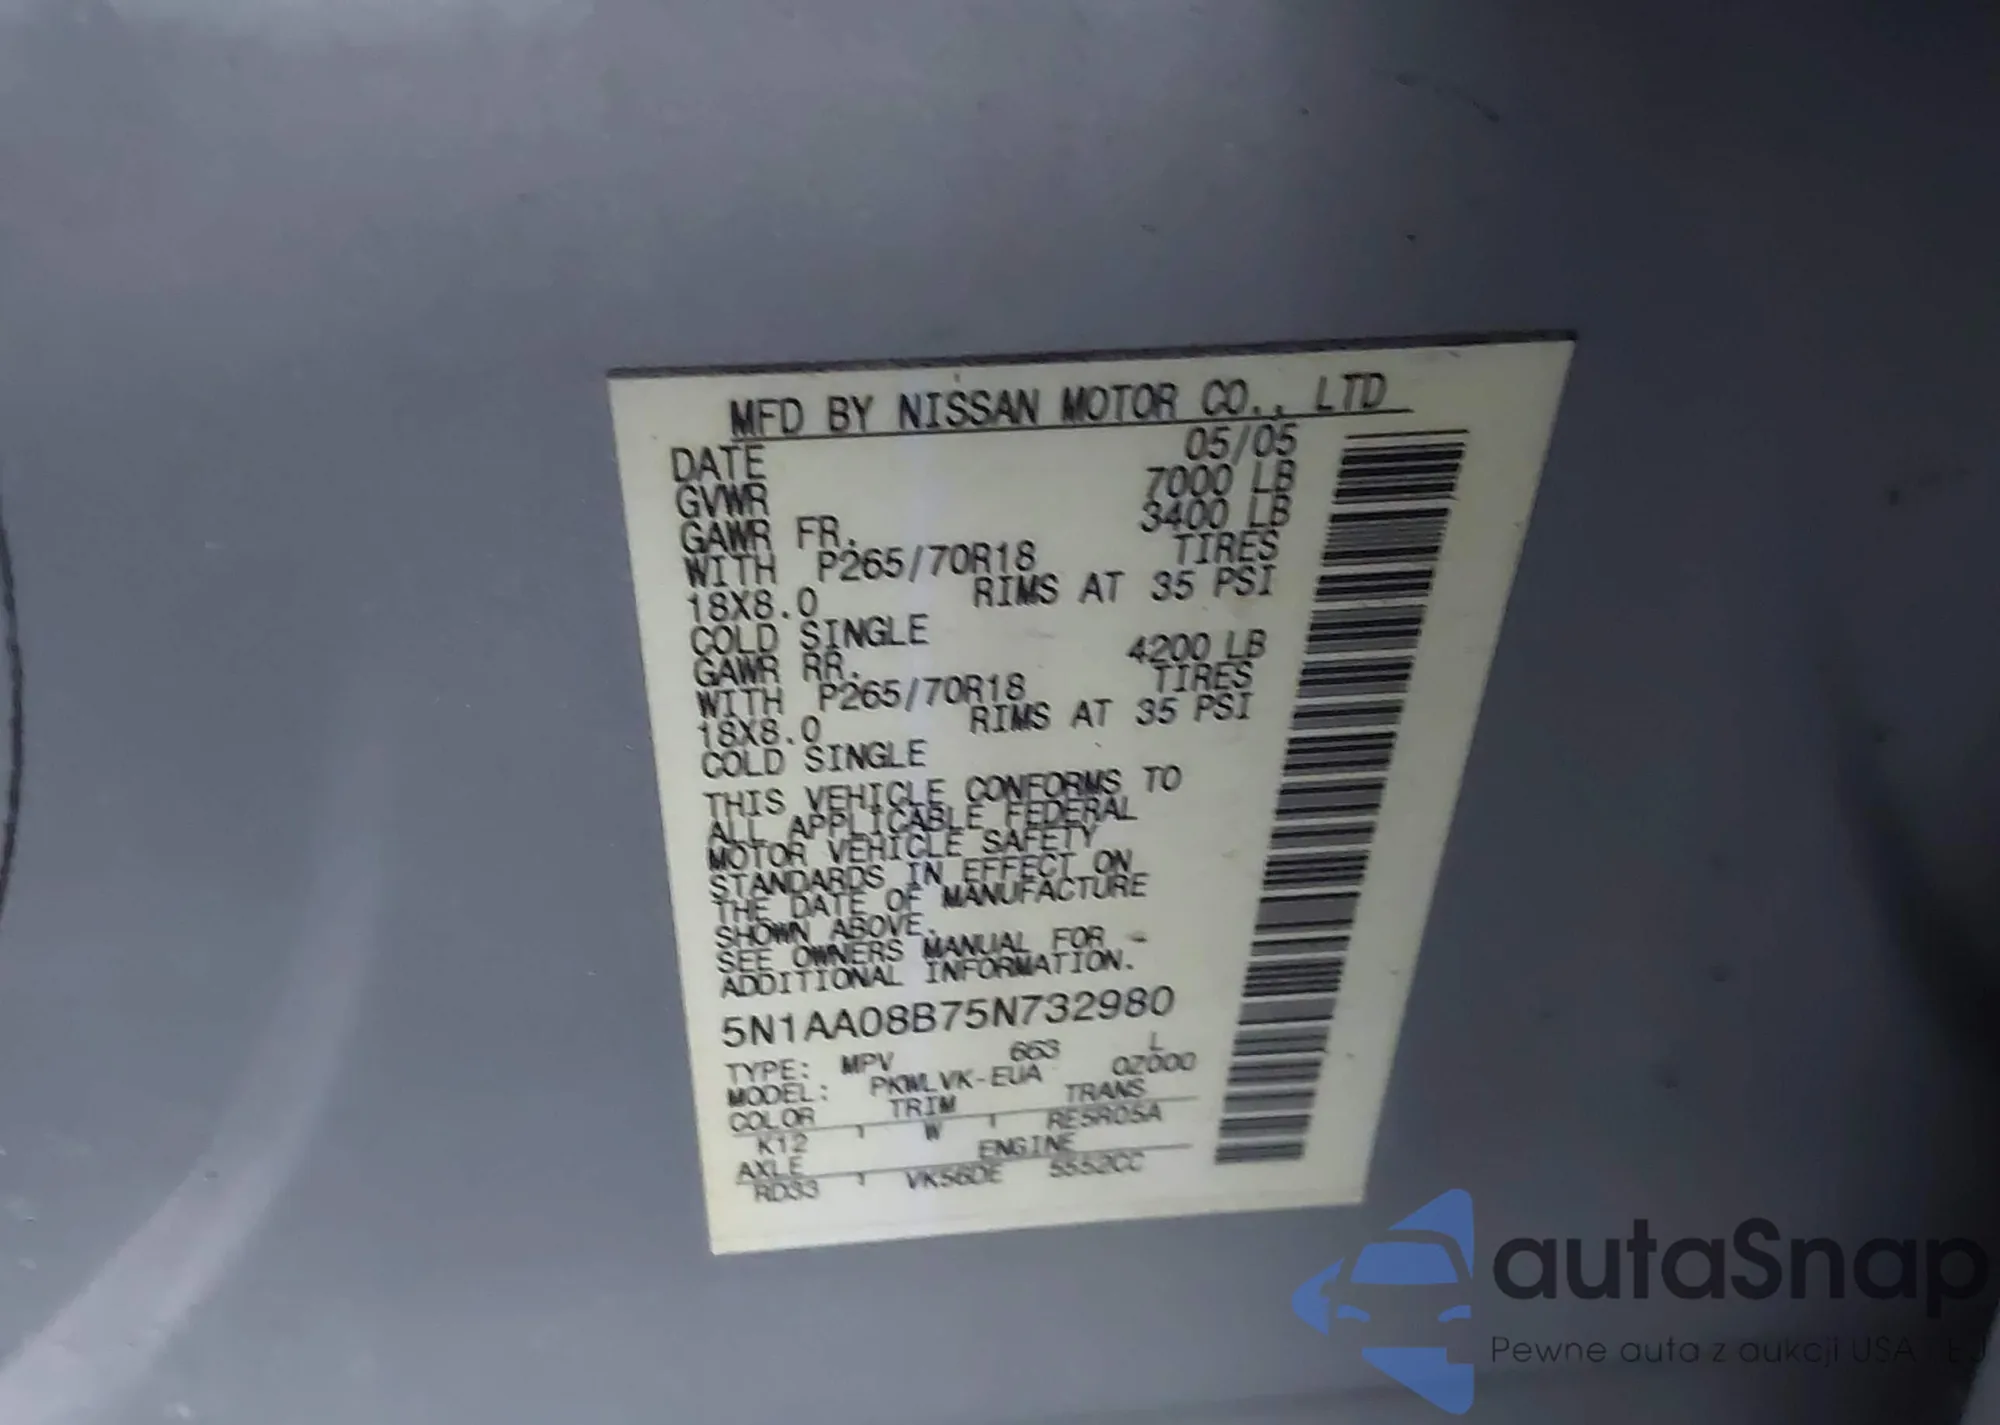 MFD BY NISSAN MOTOR CO., LTD
DATE 05/05
GVWR 7000 LB
GAWR FR. 3400 LB
WITH P265/70R18 TIRES
18X8.0 RIMS AT 35 PSI
COLD SINGLE
GAWR RR. 4200 LB
WITH P265/70R18 TIRES
18X8.0 RIMS AT 35 PSI
COLD SINGLE
THIS VEHICLE CONFORMS TO
ALL APPLICABLE FEDERAL
MOTOR VEHICLE SAFETY
STANDARDS IN EFFECT ON
THE DATE OF MANUFACTURE
SHOWN ABOVE.
SEE OWNERS MANUAL FOR
ADDITIONAL INFORMATION.
5N1AA08B75N732980
TYPE: MPV 663 L
MODEL: PKWLVK-EUA QZ000
COLOR TRIM TRANS
K12 W RE5R05A
AXLE ENGINE
RD33 VK56DE 5552CC
autaSnap
Pewne auta z aukcji USA